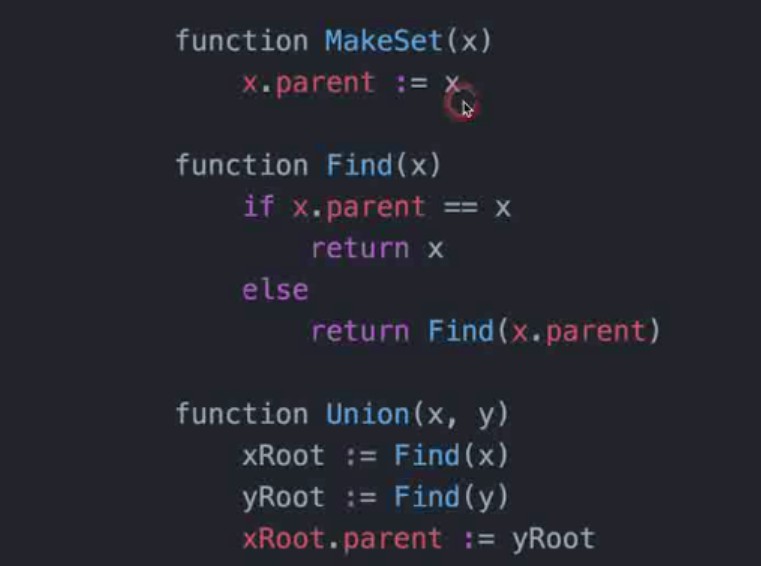 function MakeSet(x)
    x.parent := x
function Find(x)
    if x.parent == x
        return x
    else
        return Find(x.parent)
function Union(x, y)
    xRoot := Find(x)
    yRoot := Find(y)
    xRoot.parent := yRoot